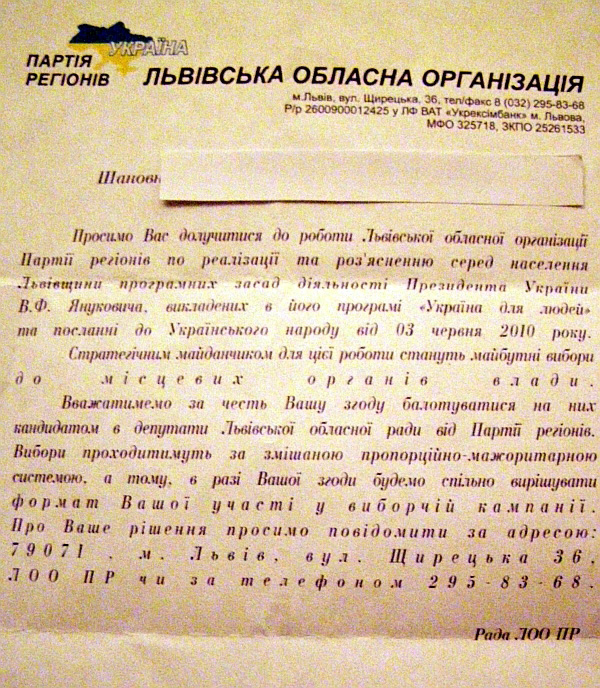 УКРАЇНА
ПАРТІЯ
РЕГІОНІВ
ЛЬВІВСЬКА ОБЛАСНА ОРГАНІЗАЦІЯ
м.Львів, вул. Щирецька, 36, тел/факс 8 (032) 295-83-68
Р/р 2600900012425 у ЛФ ВАТ «Укрексімбанк» м. Львова,
МФО 325718, ЗКПО 25261533
Шановн
Просимо Вас долучитися до роботи Львівської обласної організації
Партії регіонів по реалізації та роз'ясненню серед населення
Львівщини програмних засад діяльності Президента України
В.Ф. Януковича, викладених в його програмі «Україна для людей»
та посланні до Українського народу від 03 червня 2010 року.
Стратегічним майданчиком для цієї роботи стануть майбутні вибори
до місцевих органів влади.
Вважатимемо за честь Вашу згоду балотуватися на них
кандидатом в депутати Львівської обласної ради від Партії регіонів.
Вибори проходитимуть за змішаною пропорційно-мажоритарною
системою, а тому, в разі Вашої згоди будемо спільно вирішувати
формат Вашої участі у виборчій кампанії.
Про Ваше рішення просимо повідомити за адресою:
79071, м. Львів, вул. Щирецька 36,
ЛОО ПР чи за телефоном 295-83-68.
Рада ЛОО ПР